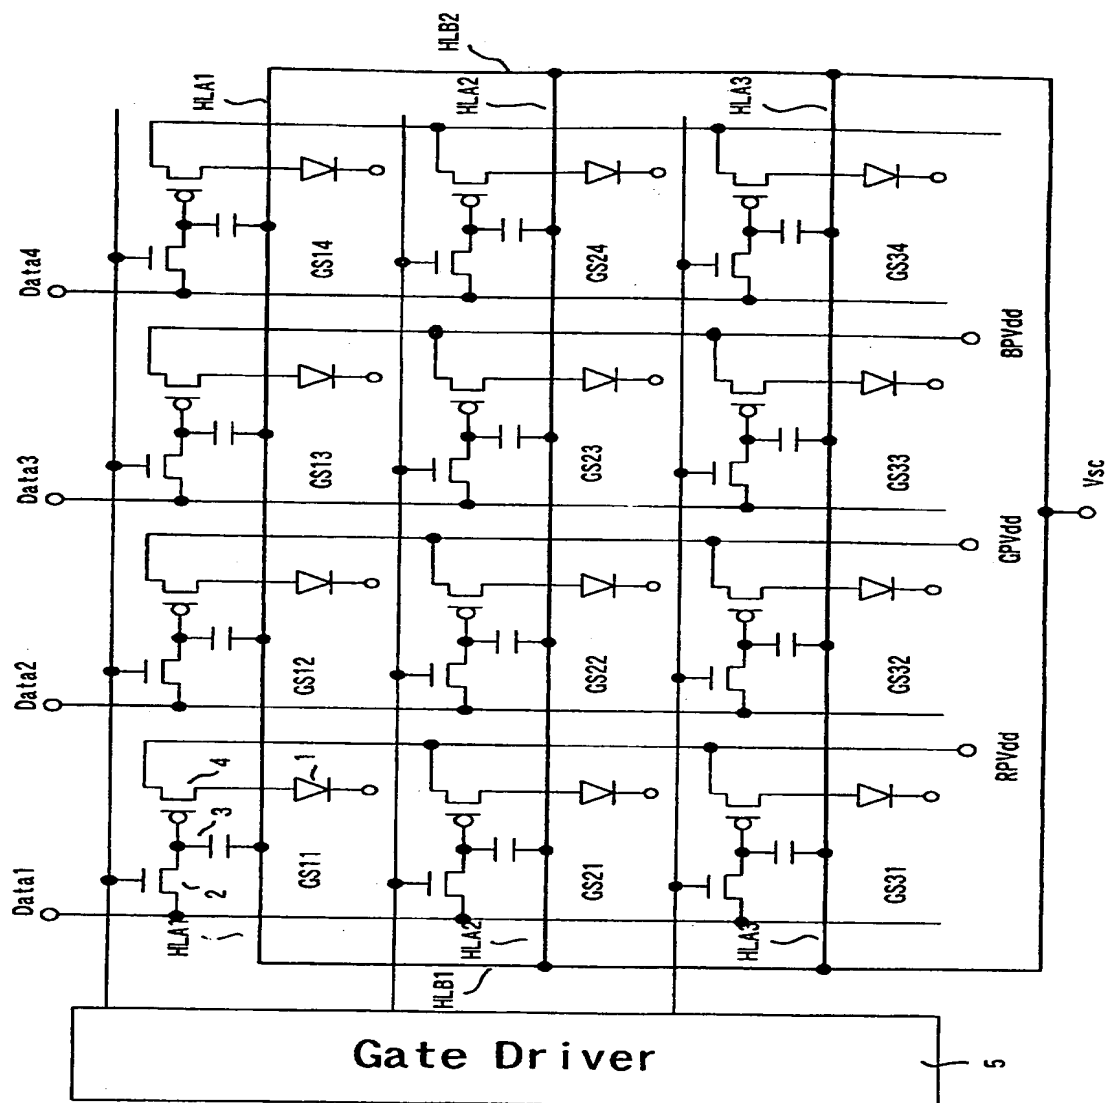 Data1
Data2
Data3
Data4
HLA1
HLA1
HLB2
2
3
4
1
GS11
GS12
GS13
GS14
HLB1
HLA2
HLA2
GS21
GS22
GS23
GS24
HLA3
HLA3
GS31
GS32
GS33
GS34
RPVdd
GPVdd
BPVdd
Vsc
Gate Driver
5